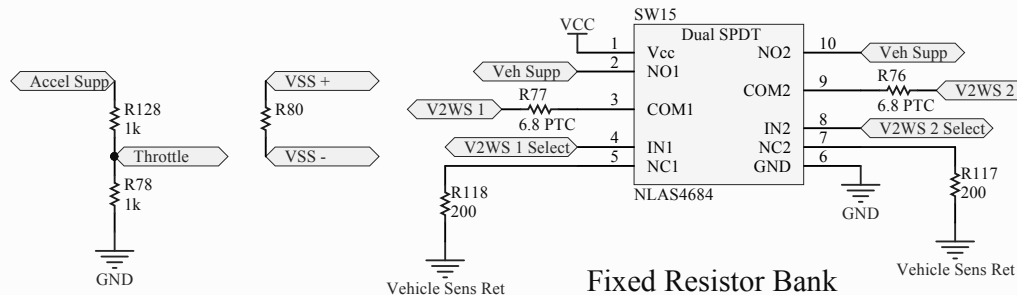 SW15
VCC
Dual SPDT
1 Vcc
NO2 10
Veh Supp
Accel Supp
VSS +
Veh Supp
2 NO1
9
R76
COM2
V2WS 2
6.8 PTC
R128
1k
R80
V2WS 1
R77
6.8 PTC
3 COM1
IN2 8
V2WS 2 Select
Throttle
VSS -
V2WS 1 Select
4 IN1
NC2 7
5 NC1
GND 6
R78
1k
R118
200
NLAS4684
GND
R117
200
GND
Vehicle Sens Ret
Fixed Resistor Bank
Vehicle Sens Ret